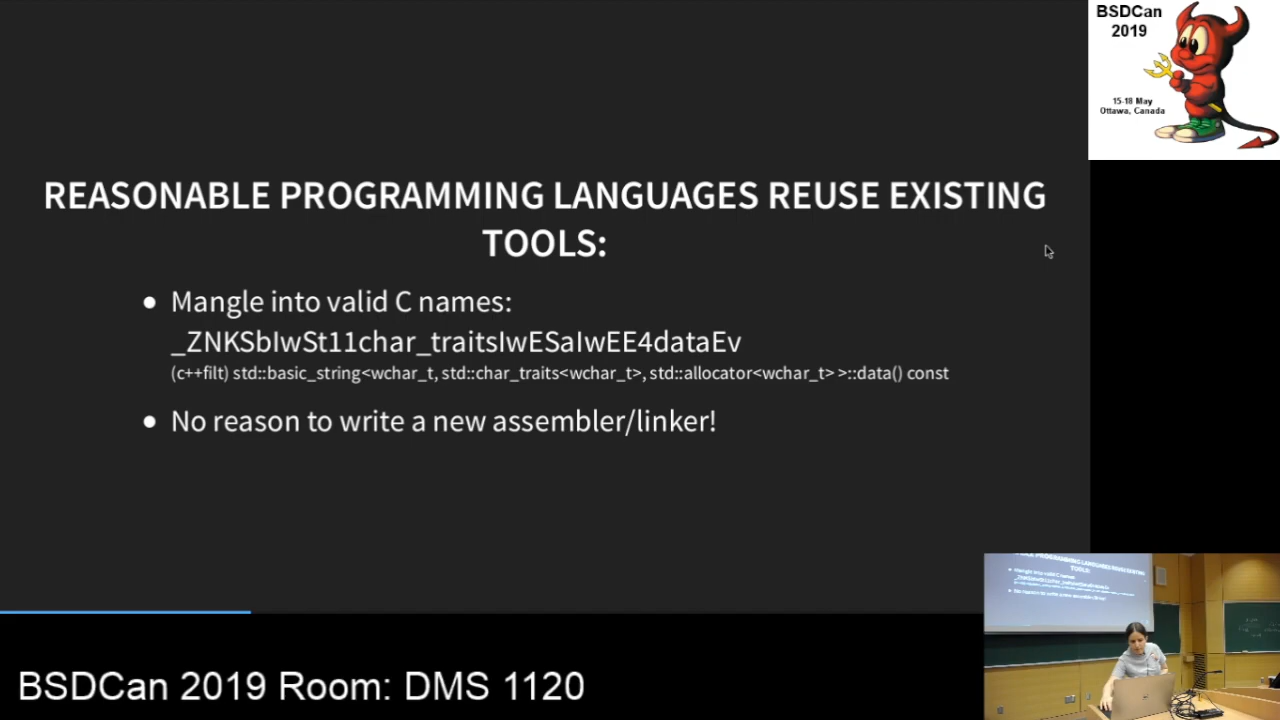 BSDCan
2019
15-18 May
Ottawa, Canada
REASONABLE PROGRAMMING LANGUAGES REUSE EXISTING
TOOLS:
● Mangle into valid C names:
_ZNKSbIwSt11char_traitsIwESaIwEE4dataEv
(c++filt) std::basic_string<wchar_t, std::char_traits<wchar_t>, std::allocator<wchar_t> >::data() const
● No reason to write a new assembler/linker!
BSDCan 2019 Room: DMS 1120